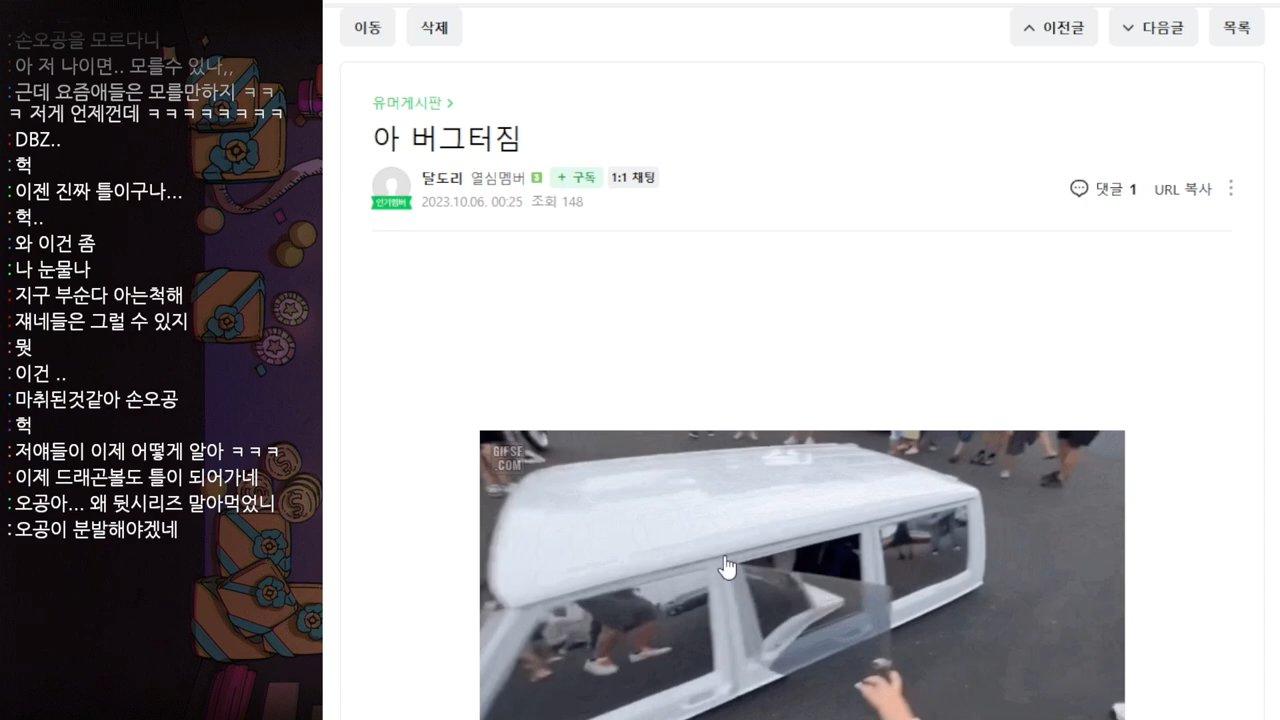 :손오공을 모르다니
:아 저 나이면.. 모를수 있나,,
:근데 요즘애들은 모를만하지 ㅋㅋ
ㅋ 저게 언제껀데 ㅋㅋㅋㅋㅋㅋㅋㅋ
:DBZ..
:헉
:이젠 진짜 틀이구나...
:헉..
:와 이건 좀
:나 눈물나
:지구 부순다 아는척해
:쟤네들은 그럴 수 있지
:뭣
:이건 ..
:마취된것같아 손오공
:헉
:저얘들이 이제 어떻게 알아 ㅋㅋㅋ
:이제 드래곤볼도 틀이 되어가네
:오공아... 왜 뒷시리즈 말아먹었니
:오공이 분발해야겠네
이동 삭제 이전글 다음글 목록
유머게시판 >
아 버그터짐
달도리 열심멤버 3 + 구독 1:1 채팅
인기멤버 2023.10.06. 00:25 조회 148
댓글 1 URL 복사
GIFSF
.COM